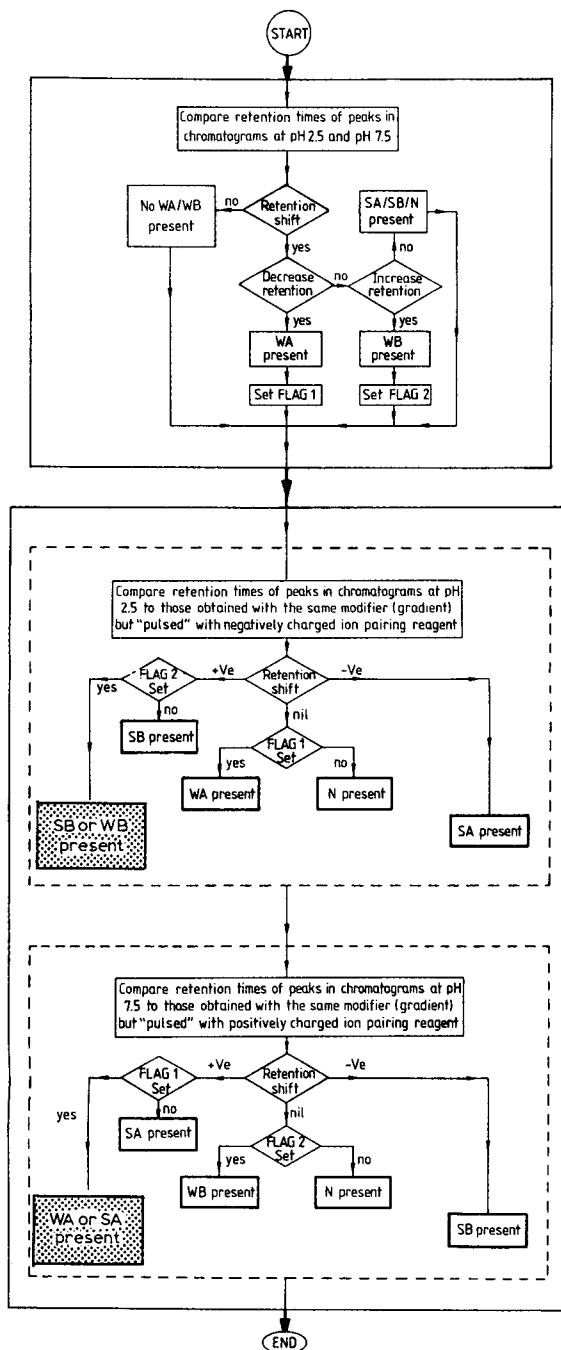 START
Compare retention times of peaks in
chromatograms at pH 2.5 and pH 7.5
No WA/WB
present
no
Retention
shift
SA/SB/N
present
yes
no
Decrease
retention
no
Increase
retention
yes
yes
WA
present
WB
present
Set FLAG 1
Set FLAG 2
Compare retention times of peaks in chromatograms at pH
2.5 to those obtained with the same modifier (gradient)
but "pulsed" with negatively charged ion pairing reagent
yes
FLAG 2
Set
+Ve
Retention
shift
-Ve
no
nil
SB present
FLAG 1
Set
yes
no
WA present
N present
SB or WB
present
SA present
Compare retention times of peaks in chromatograms at pH
7.5 to those obtained with the same modifier (gradient)
but "pulsed" with positively charged ion pairing reagent
yes
FLAG 1
Set
+Ve
Retention
shift
-Ve
no
nil
SA present
FLAG 2
Set
yes
no
WB present
N present
WA or SA
present
SB present
END